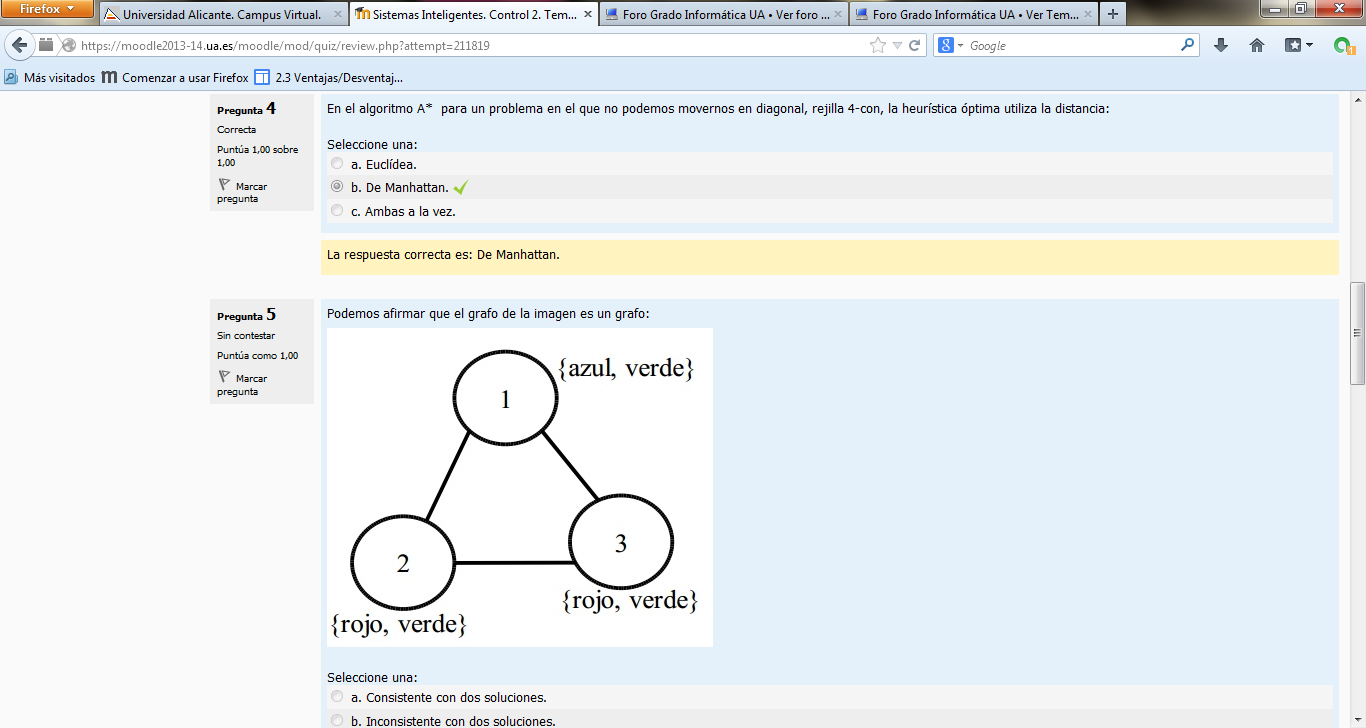 Firefox
Universidad Alicante. Campus Virtual.
Sistemas Inteligentes. Control 2. Tem...
Foro Grado Informática UA • Ver foro ...
Foro Grado Informática UA • Ver Tem...
https://moodle2013-14.ua.es/moodle/mod/quiz/review.php?attempt=211819
Google
Más visitados
Comenzar a usar Firefox
2.3 Ventajas/Desventaj...
Pregunta 4
Correcta
Puntúa 1,00 sobre
1,00
Marcar
pregunta
En el algoritmo A* para un problema en el que no podemos movernos en diagonal, rejilla 4-con, la heurística óptima utiliza la distancia:
Seleccione una:
a. Euclídea.
b. De Manhattan.
c. Ambas a la vez.
La respuesta correcta es: De Manhattan.
Pregunta 5
Sin contestar
Puntúa como 1,00
Marcar
pregunta
Podemos afirmar que el grafo de la imagen es un grafo:
{azul, verde}
1
2
3
{rojo, verde}
{rojo, verde}
Seleccione una:
a. Consistente con dos soluciones.
b. Inconsistente con dos soluciones.